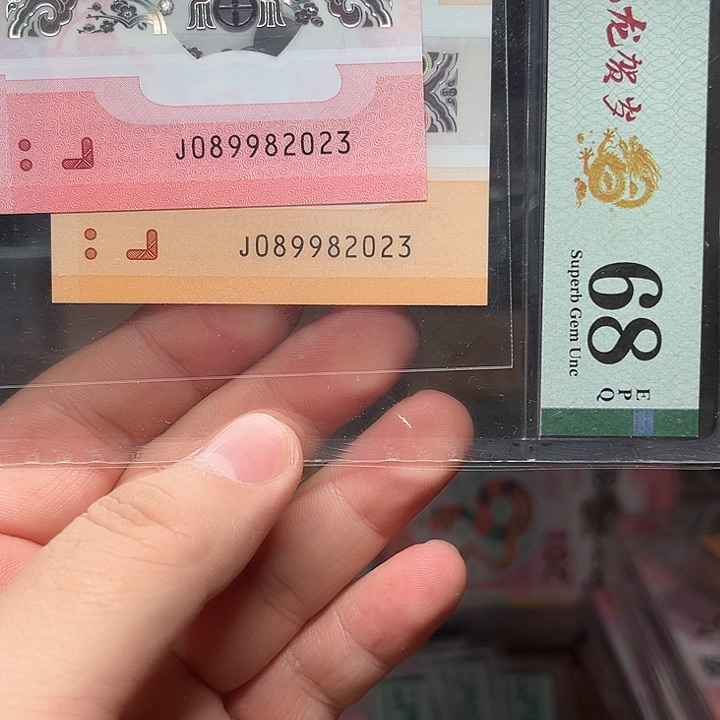 J089982023
J089982023
龙贺岁
68
EPQ
Superb Gem Unc